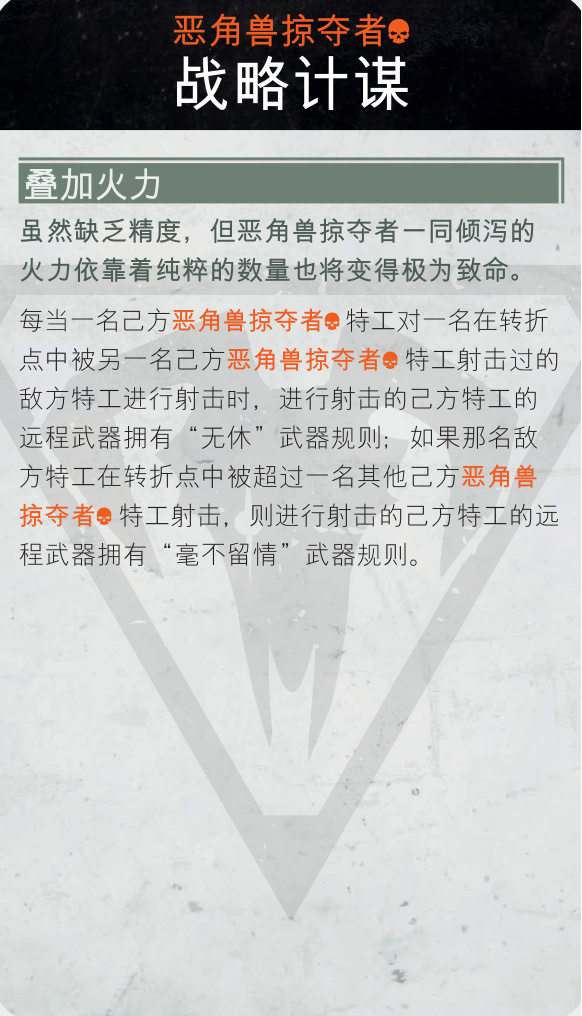 恶角兽掠夺者
战略计谋
叠加火力
虽然缺乏精度，但恶角兽掠夺者一同倾泻的
火力依靠着纯粹的数量也将变得极为致命。
每当一名己方恶角兽掠夺者特工对一名在转折
点中被另一名己方恶角兽掠夺者特工射击过的
敌方特工进行射击时，进行射击的己方特工的
远程武器拥有“无休”武器规则；如果那名敌
方特工在转折点中被超过一名其他己方恶角兽
掠夺者特工射击，则进行射击的己方特工的远
程武器拥有“毫不留情”武器规则。